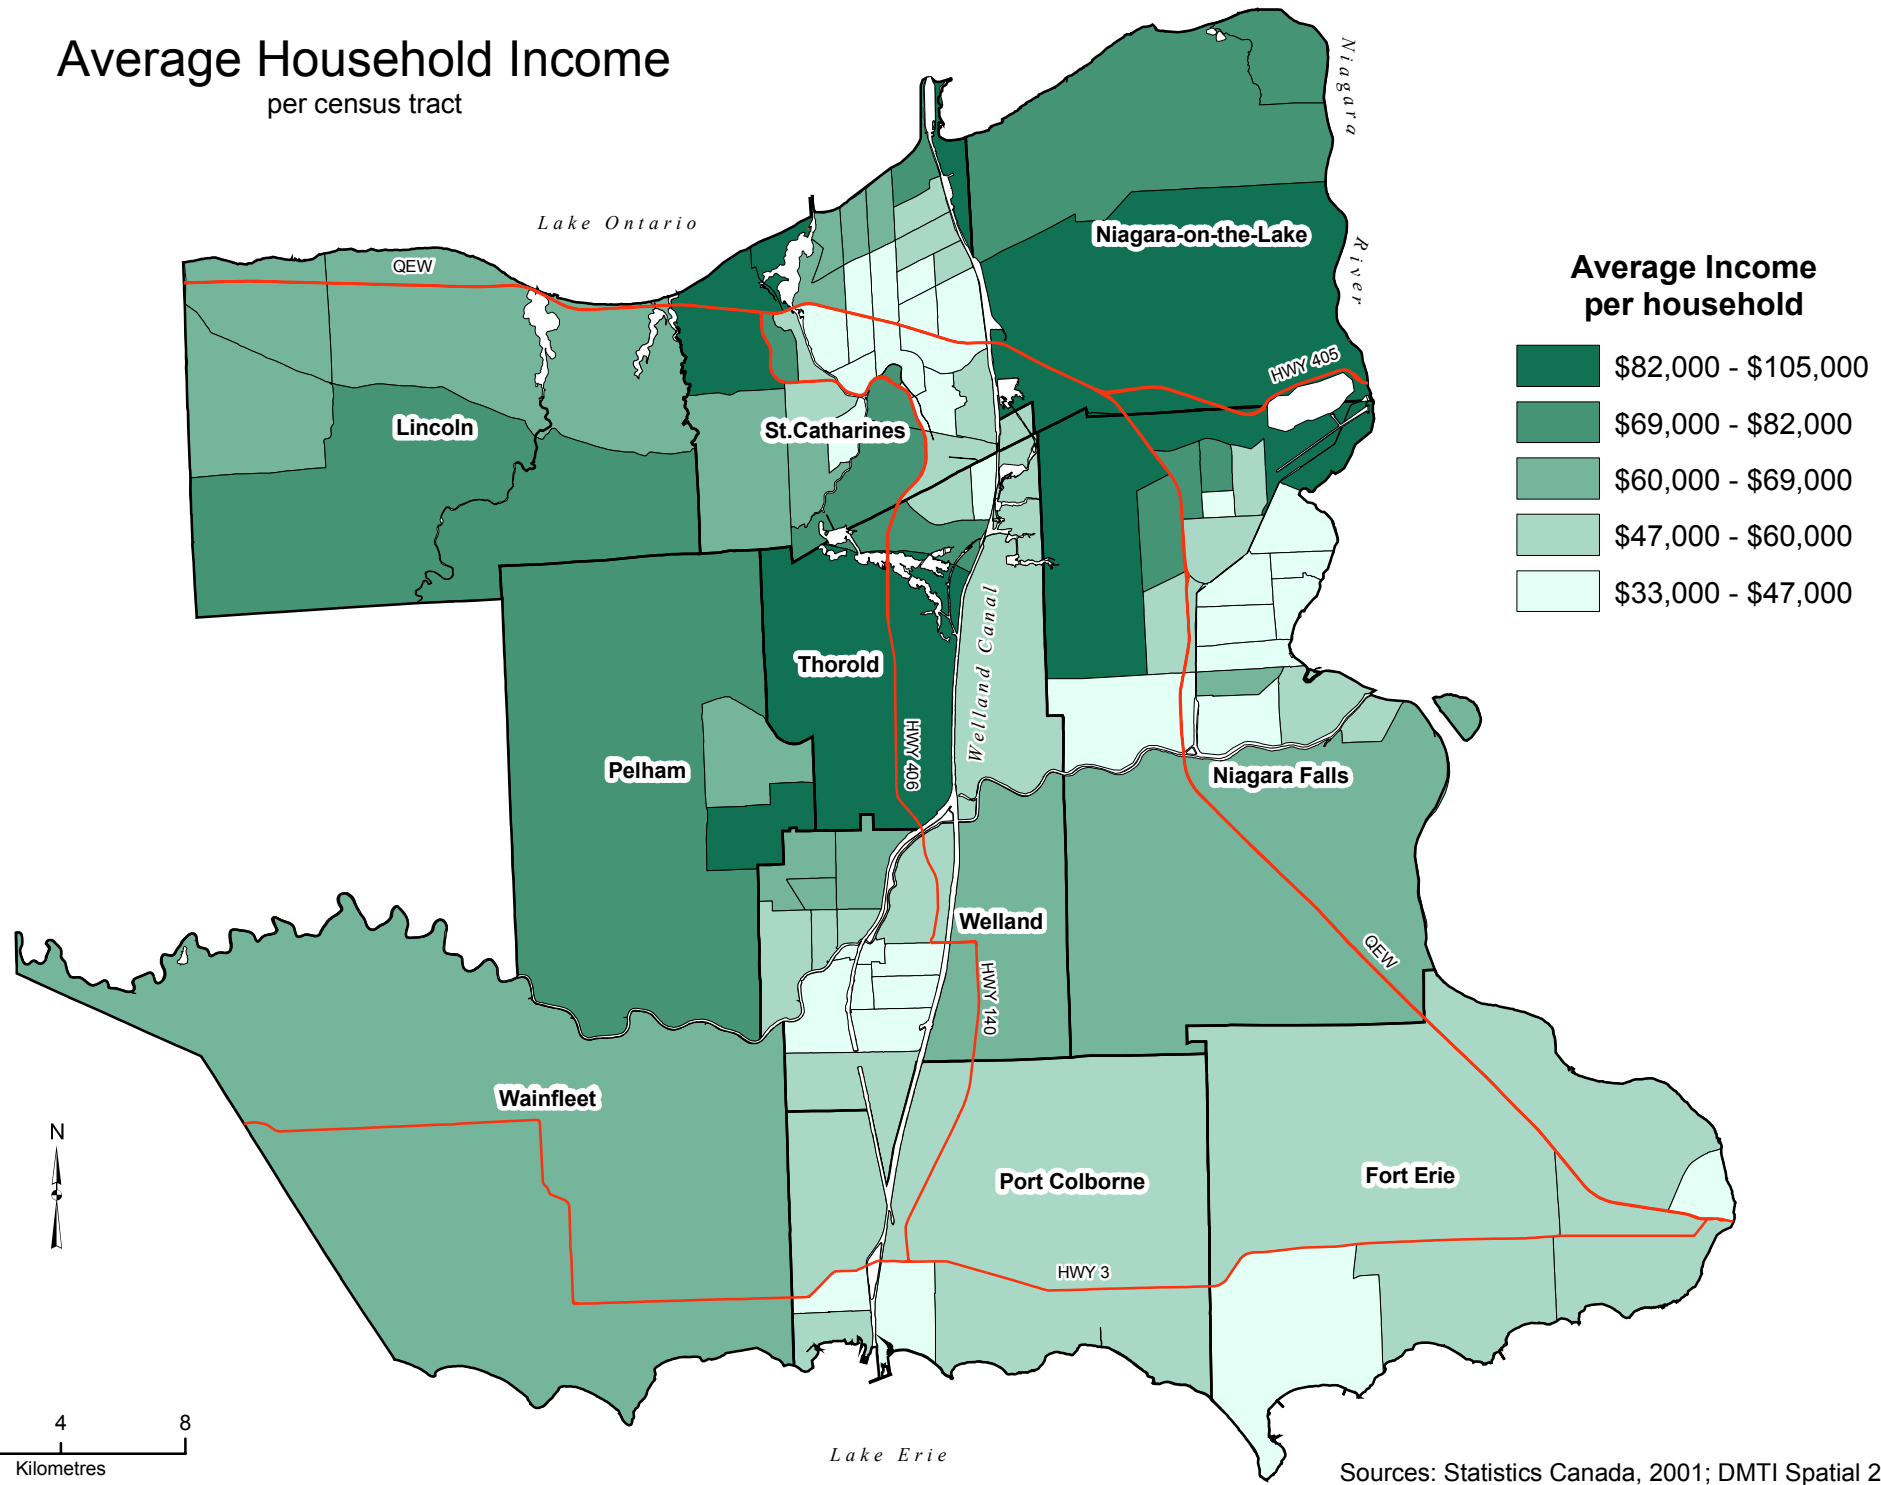 Average Household Income
per census tract
Niagara
River
Lake Ontario
QEW
Niagara-on-the-Lake
HWY 405
Average Income
per household
$82,000 - $105,000
$69,000 - $82,000
$60,000 - $69,000
$47,000 - $60,000
$33,000 - $47,000
Lincoln
St.Catharines
Thorold
Welland Canal
HWY 406
Pelham
Niagara Falls
Welland
QEW
HWY 140
Wainfleet
N
Port Colborne
Fort Erie
HWY 3
4 8
Kilometres
Lake Erie
Sources: Statistics Canada, 2001; DMTI Spatial 2